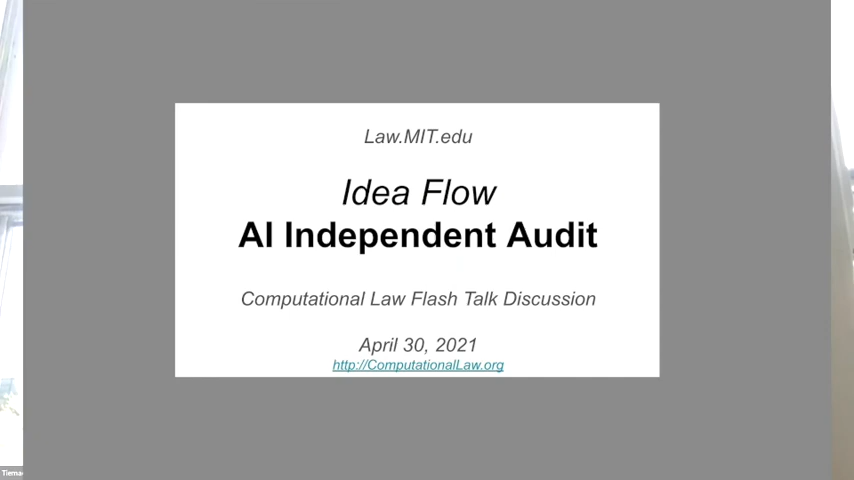 Law.MIT.edu
Idea Flow
AI Independent Audit
Computational Law Flash Talk Discussion
April 30, 2021
http://ComputationalLaw.org